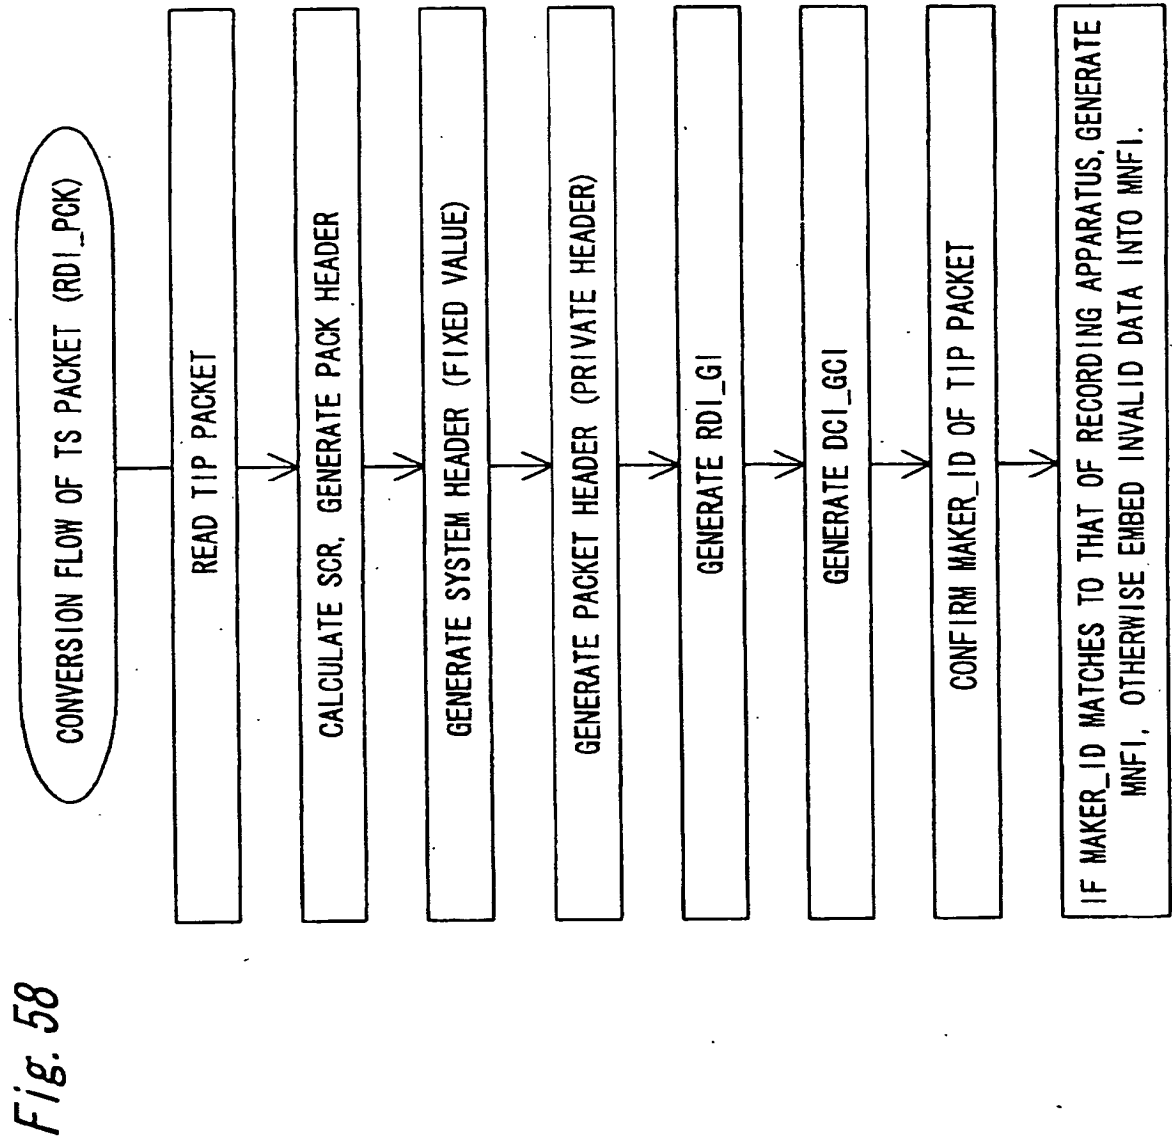 Fig. 58
CONVERSION FLOW OF TS PACKET (RDI_PCK)
READ TIP PACKET
CALCULATE SCR, GENERATE PACK HEADER
GENERATE SYSTEM HEADER (FIXED VALUE)
GENERATE PACKET HEADER (PRIVATE HEADER)
GENERATE RDI_GI
GENERATE DCI_GCI
CONFIRM MAKER_ID OF TIP PACKET
IF MAKER_ID MATCHES TO THAT OF RECORDING APPARATUS, GENERATE
MNFI, OTHERWISE EMBED INVALID DATA INTO MNFI.